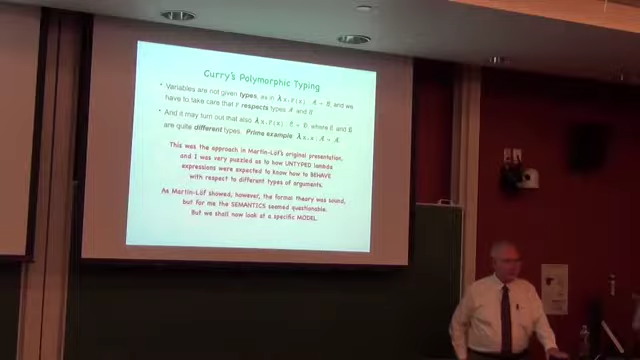 Curry's Polymorphic Typing
• Variables are not given types, as in λx.F(x) : A → B, and we
have to take care that F respects types A and B
• And it may turn out that also λx.F(x) : C → D, where C and D
are quite different types. Prime example λx.x : A → A.
This was the approach in Martin-Löf's original presentation,
and I was very puzzled as to how UNTYPED lambda
expressions were expected to know how to BEHAVE
with respect to different types of arguments.
As Martin-Löf showed, however, the formal theory was sound,
but for me the SEMANTICS seemed questionable.
But we shall now look at a specific MODEL.